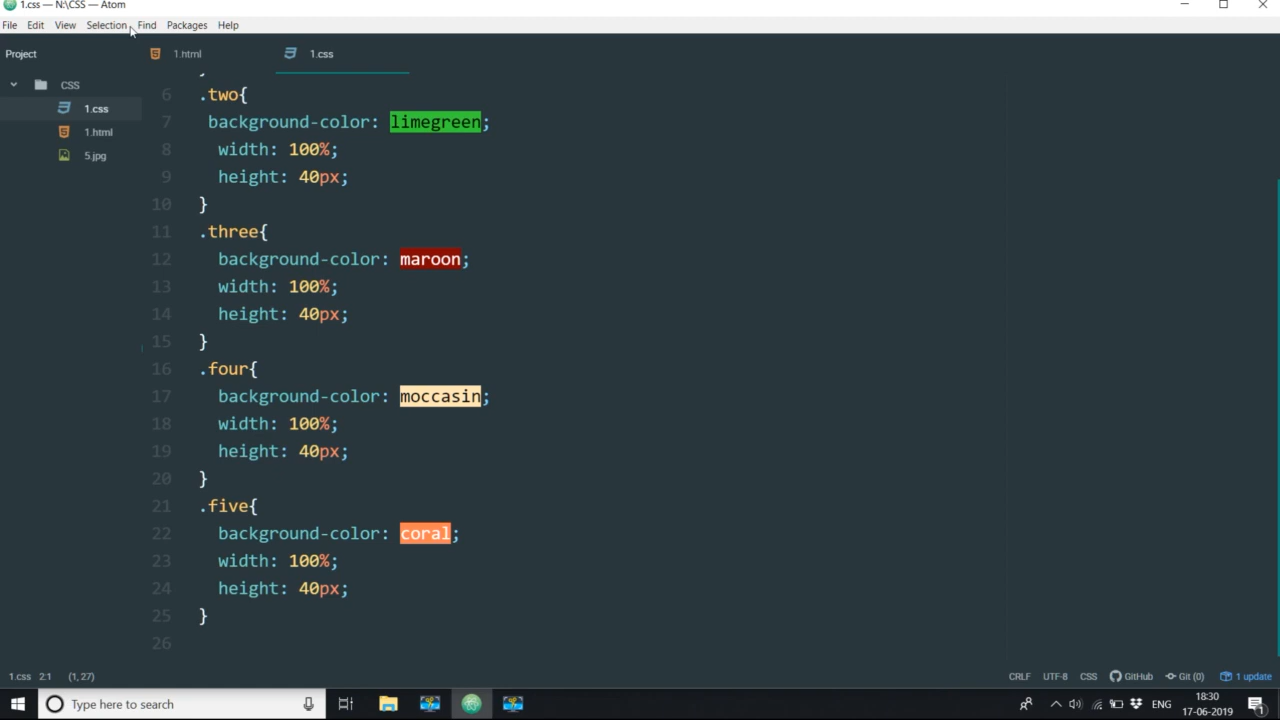 1.css — N:\CSS — Atom
File Edit View Selection Find Packages Help
Project 1.html 1.css
CSS
1.css
1.html
5.jpg
6 .two{
7 background-color: limegreen;
8 width: 100%;
9 height: 40px;
10 }
11 .three{
12 background-color: maroon;
13 width: 100%;
14 height: 40px;
15 }
16 .four{
17 background-color: moccasin;
18 width: 100%;
19 height: 40px;
20 }
21 .five{
22 background-color: coral;
23 width: 100%;
24 height: 40px;
25 }
26
1.css 2:1 (1, 27) CRLF UTF-8 CSS GitHub Git (0) 1 update
Type here to search ENG 18:30
17-06-2019 1